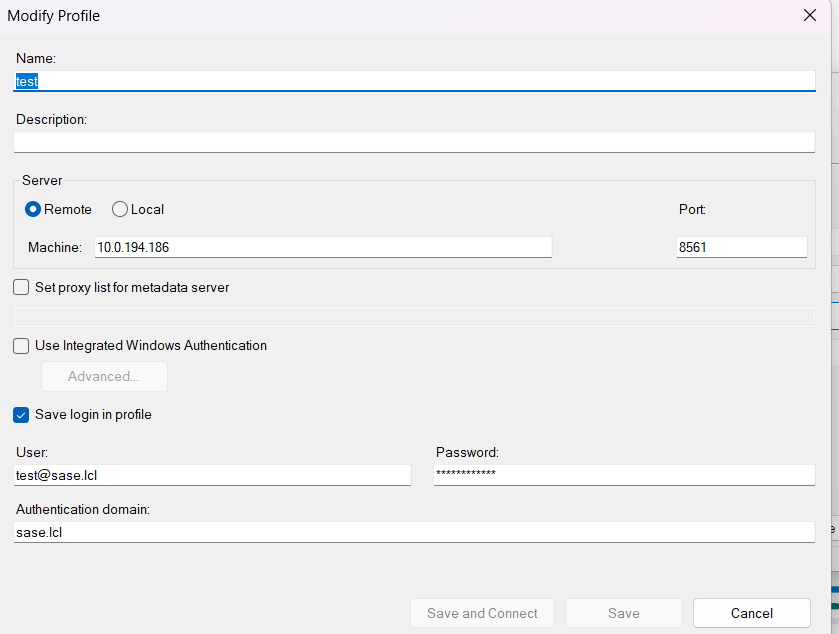 Modify Profile
Name:
test
Description:
Server
Remote
Local
Port:
Machine:
10.0.194.186
8561
Set proxy list for metadata server
Use Integrated Windows Authentication
Advanced...
Save login in profile
User:
Password:
test@sase.lcl
************
Authentication domain:
sase.lcl
e
Save and Connect
Save
Cancel